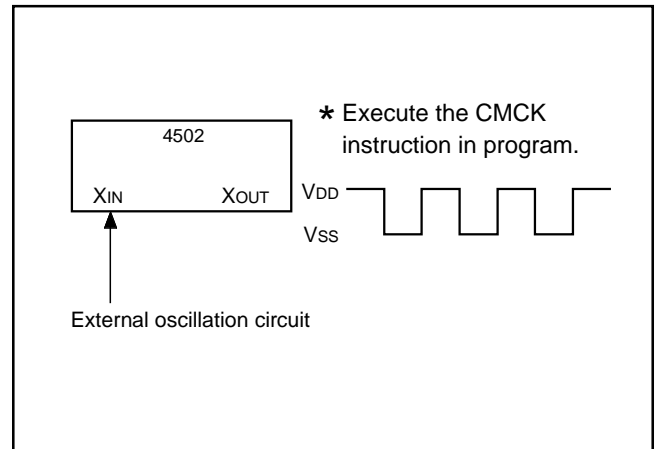 * Execute the CMCK
instruction in program.
4502
XIN XOUT
VDD
VSS
External oscillation circuit